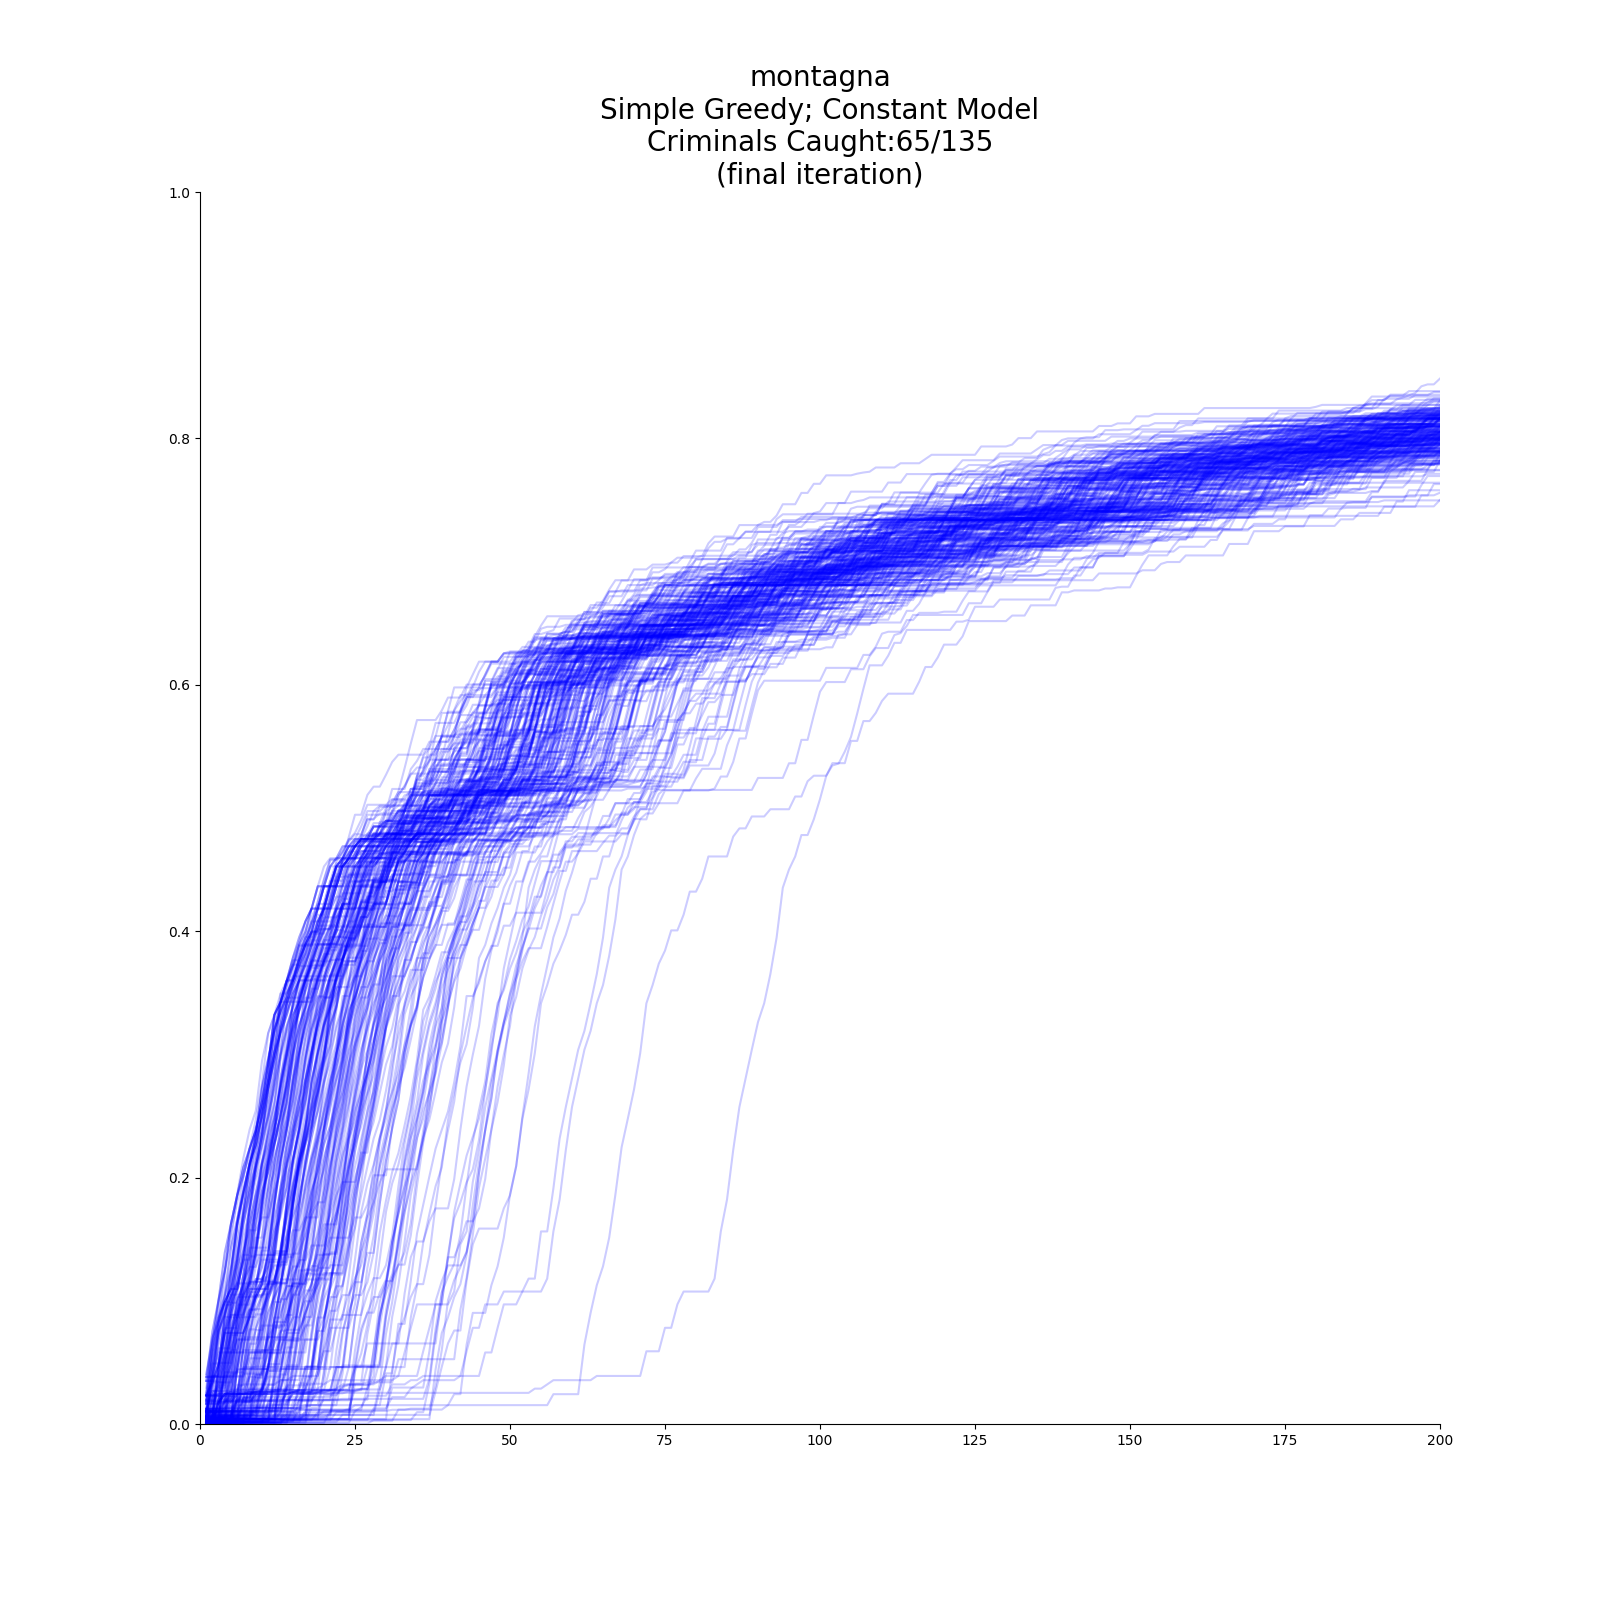 montagna
Simple Greedy; Constant Model
Criminals Caught:65/135
(final iteration)
1.0
0.8
0.6
0.4
0.2
0.0
0 25 50 75 100 125 150 175 200